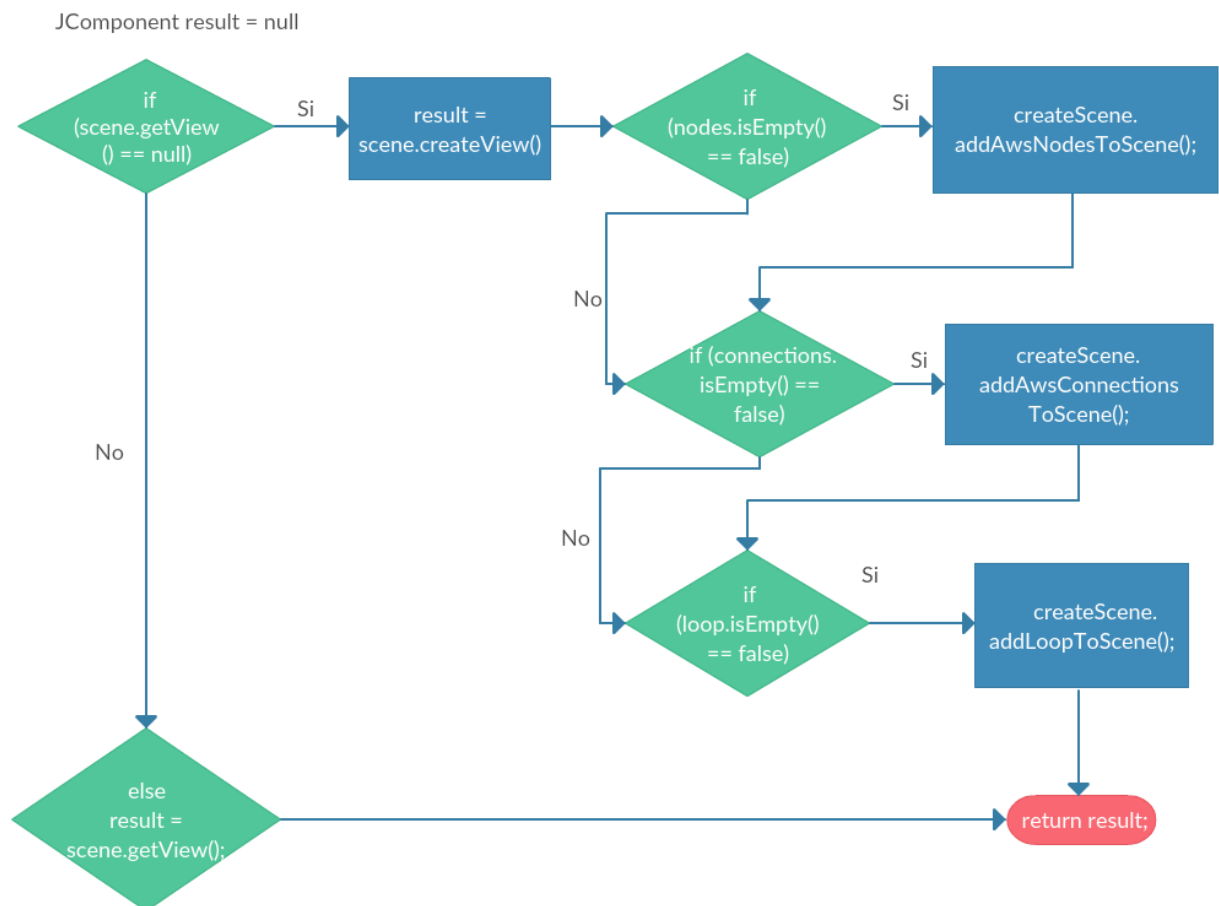 JComponent result = null
if
(scene.getView
() == null)
Si
result =
scene.createView()
if
(nodes.isEmpty()
== false)
Si
createScene.
addAwsNodesToScene();
No
if (connections.
isEmpty() ==
false)
Si
createScene.
addAwsConnections
ToScene();
No
No
if
(loop.isEmpty()
== false)
Si
createScene.
addLoopToScene();
else
result =
scene.getView();
return result;